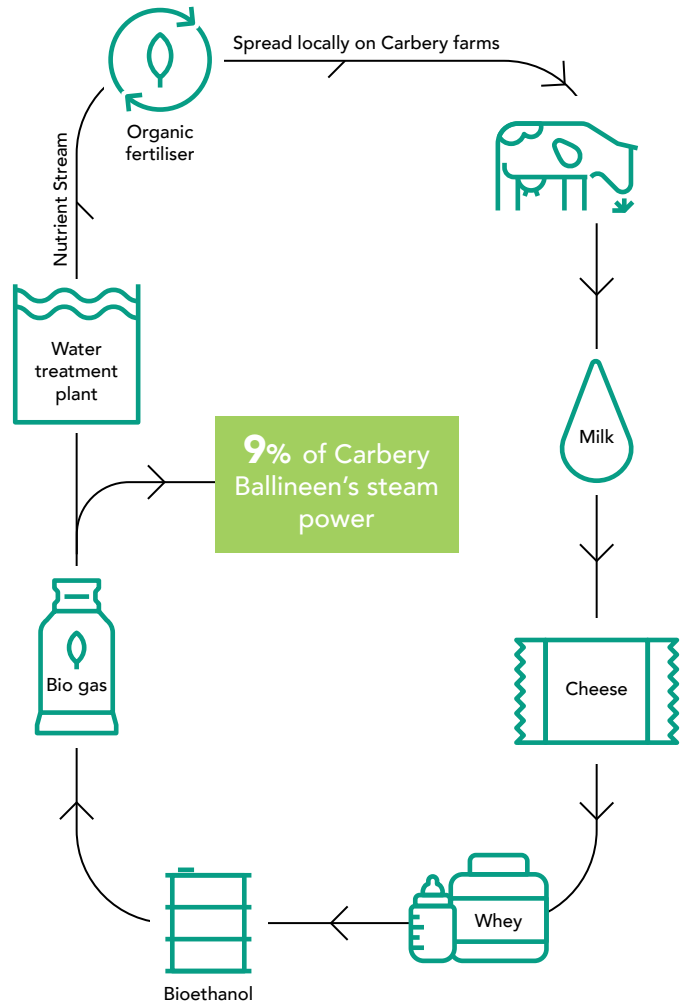 Spread locally on Carbery farms
Organic
fertiliser
Nutrient Stream
Water
treatment
plant
9% of Carbery
Ballineen's steam
power
Milk
Bio gas
Cheese
Whey
Bioethanol